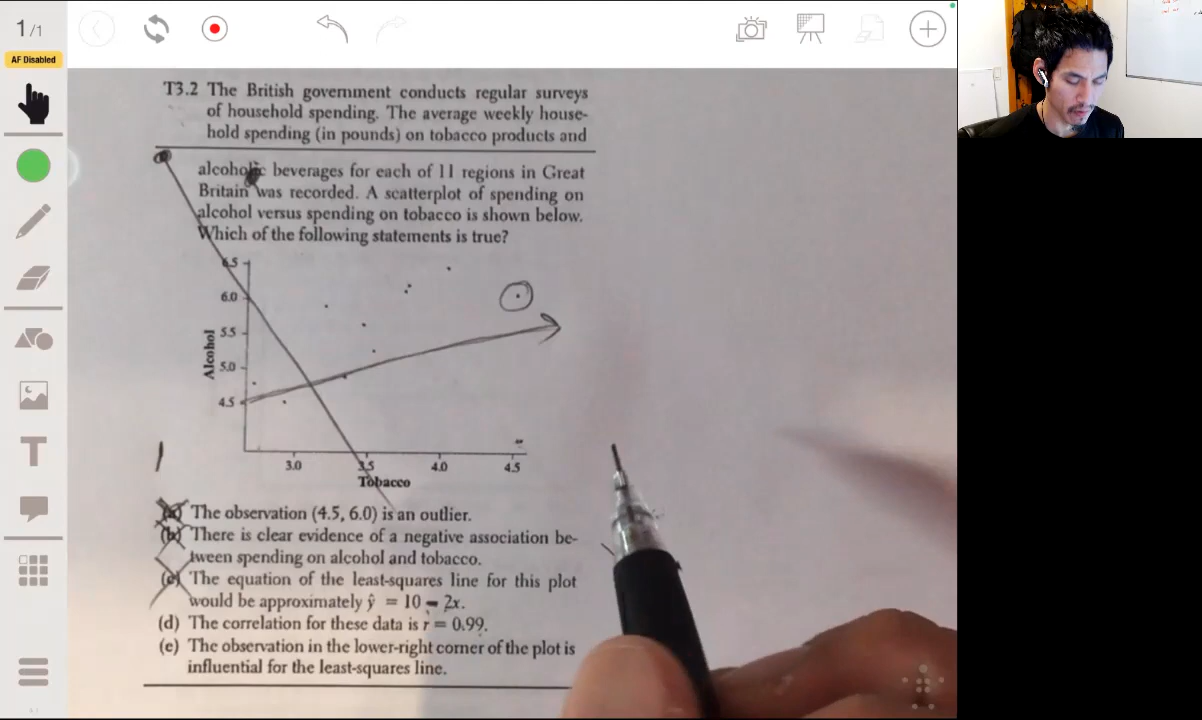 1/1
AF Disabled
T
T3.2 The British government conducts regular surveys
of household spending. The average weekly house-
hold spending (in pounds) on tobacco products and
alcoholic beverages for each of 11 regions in Great
Britain was recorded. A scatterplot of spending on
alcohol versus spending on tobacco is shown below.
Which of the following statements is true?
6.5
6.0
5.5
5.0
4.5
Alcohol
3.0 3.5 4.0 4.5
Tobacco
(a) The observation (4.5, 6.0) is an outlier.
(b) There is clear evidence of a negative association be-
tween spending on alcohol and tobacco.
(c) The equation of the least-squares line for this plot
would be approximately ŷ = 10 – 2x.
(d) The correlation for these data is r = 0.99.
(e) The observation in the lower-right corner of the plot is
influential for the least-squares line.